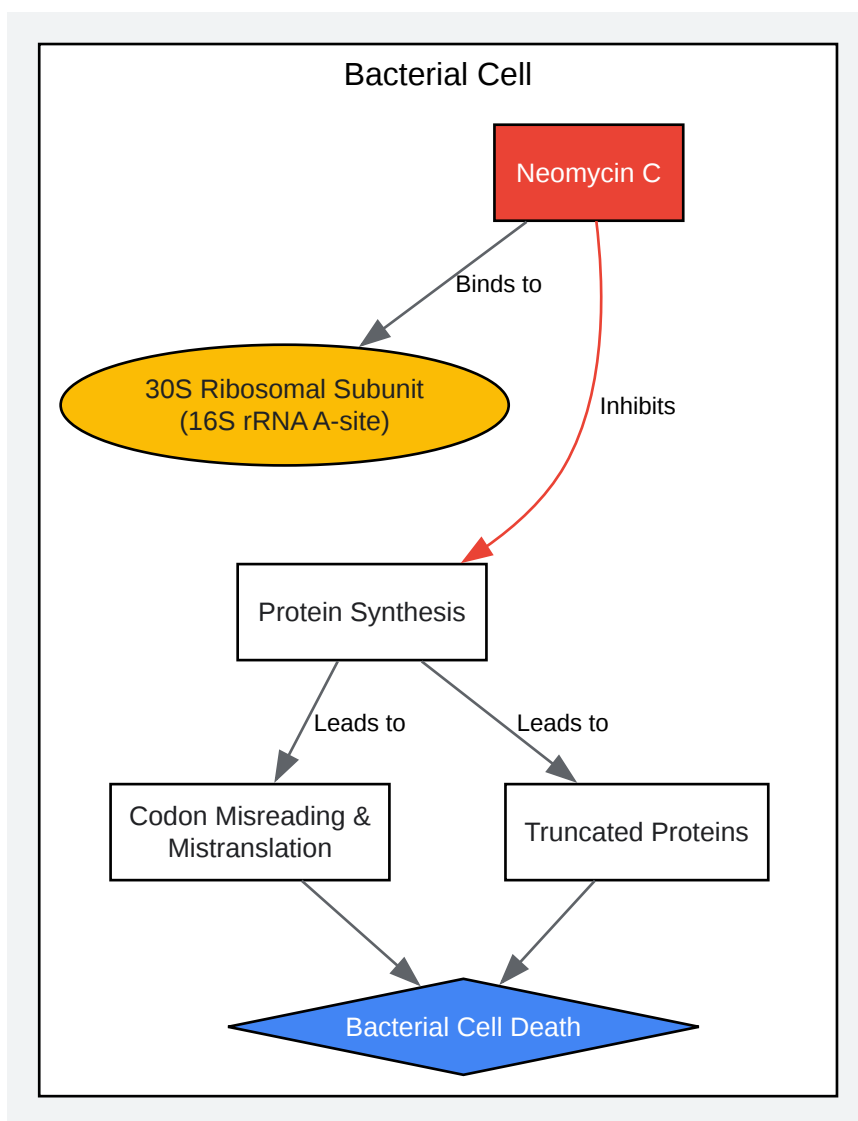 Bacterial Cell
Neomycin C
Binds to
30S Ribosomal Subunit
(16S rRNA A-site)
Inhibits
Protein Synthesis
Leads to
Leads to
Codon Misreading &
Mistranslation
Truncated Proteins
Bacterial Cell Death